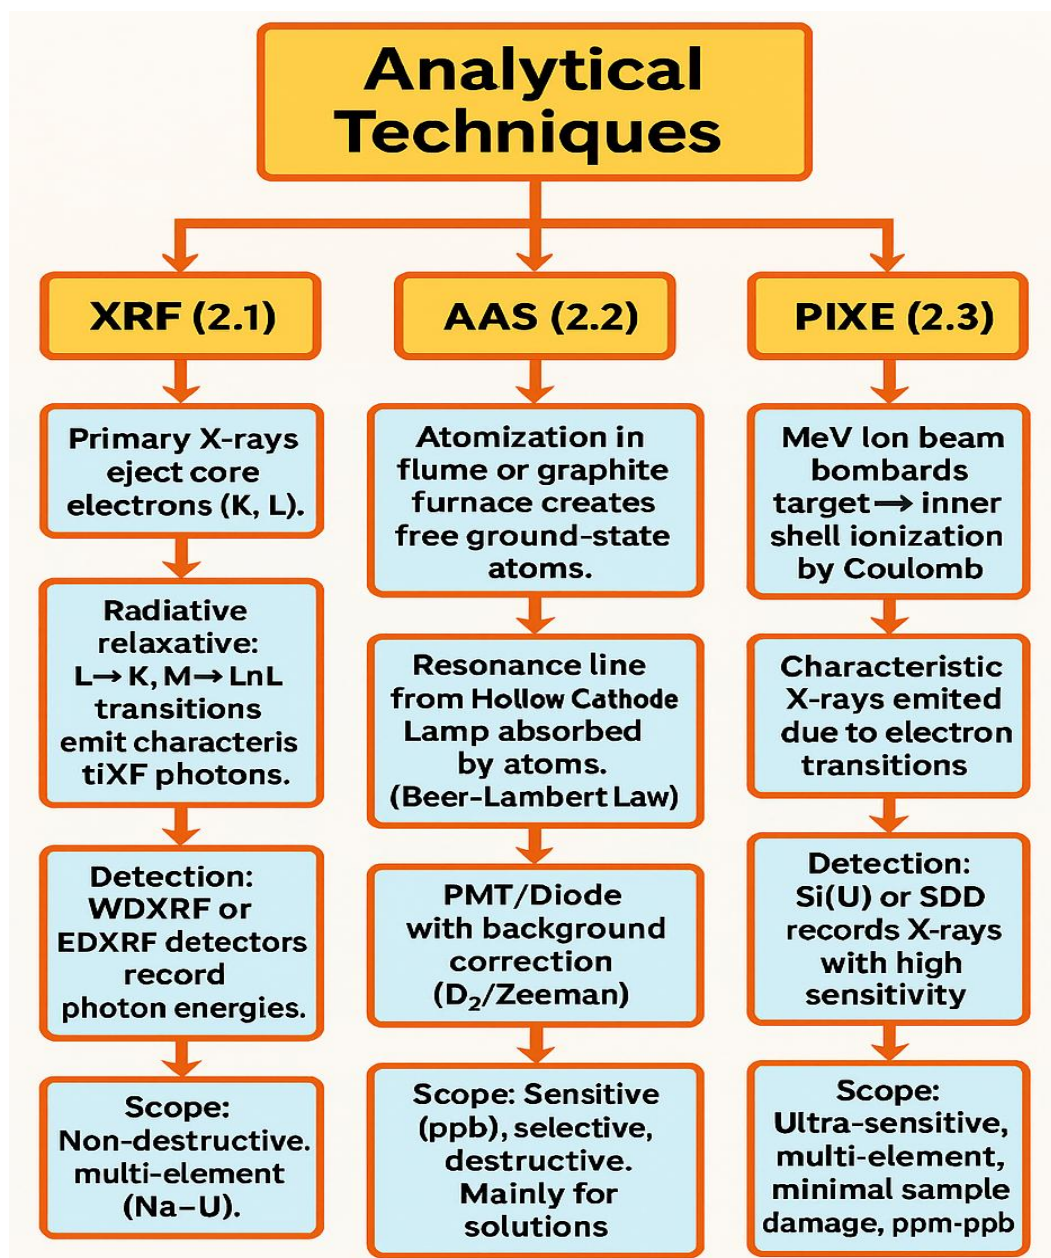 Analytical
Techniques
XRF (2.1)
Primary X-rays
eject core
electrons (K, L).
Radiative
relaxative:
L→K, M→LnL
transitions
emit characteris
tiXF photons.
Detection:
WDXRF or
EDXRF detectors
record
photon energies.
Scope:
Non-destructive.
multi-element
(Na–U).
AAS (2.2)
Atomization in
flume or graphite
furnace creates
free ground-state
atoms.
Resonance line
from Hollow Cathode
Lamp absorbed
by atoms.
(Beer-Lambert Law)
PMT/Diode
with background
correction
(D₂/Zeeman)
Scope: Sensitive
(ppb), selective,
destructive.
Mainly for
solutions
PIXE (2.3)
MeV Ion beam
bombards
target→inner
shell ionization
by Coulomb
Characteristic
X-rays emitted
due to electron
transitions
Detection:
Si(U) or SDD
records X-rays
with high
sensitivity
Scope:
Ultra-sensitive,
multi-element,
minimal sample
damage, ppm-ppb